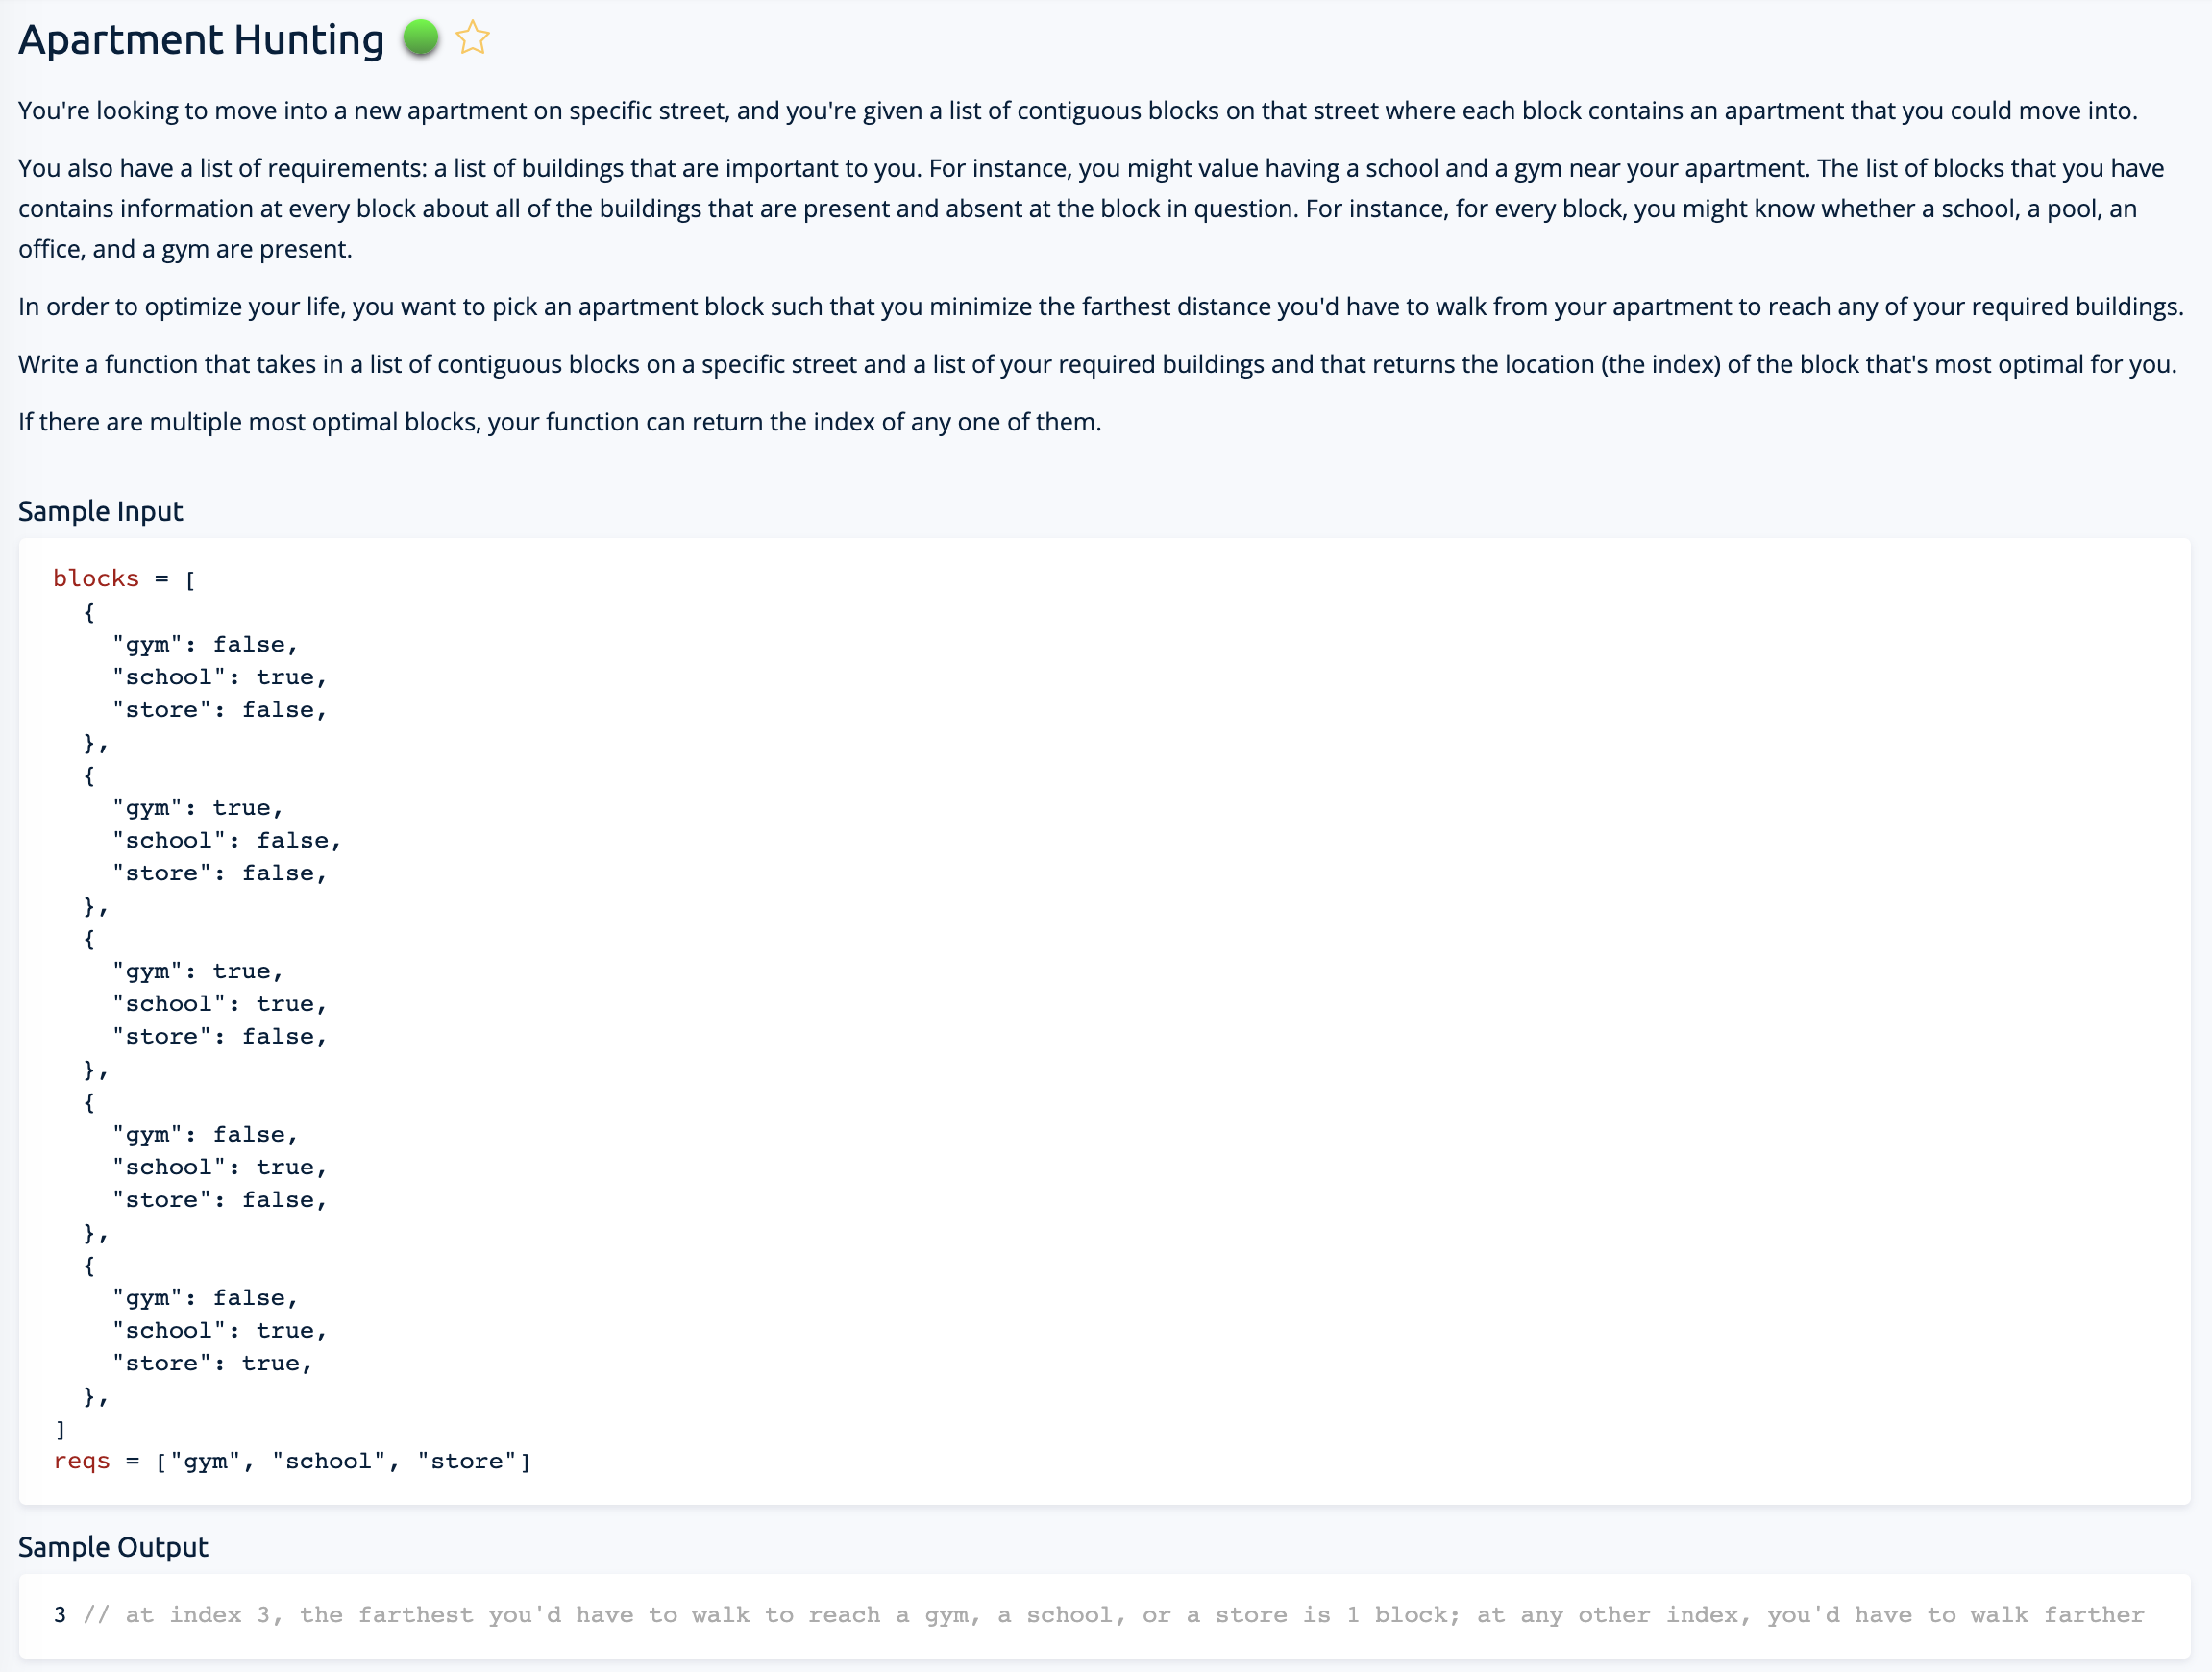 Apartment Hunting
You're looking to move into a new apartment on specific street, and you're given a list of contiguous blocks on that street where each block contains an apartment that you could move into.
You also have a list of requirements: a list of buildings that are important to you. For instance, you might value having a school and a gym near your apartment. The list of blocks that you have
contains information at every block about all of the buildings that are present and absent at the block in question. For instance, for every block, you might know whether a school, a pool, an
office, and a gym are present.
In order to optimize your life, you want to pick an apartment block such that you minimize the farthest distance you'd have to walk from your apartment to reach any of your required buildings.
Write a function that takes in a list of contiguous blocks on a specific street and a list of your required buildings and that returns the location (the index) of the block that's most optimal for you.
If there are multiple most optimal blocks, your function can return the index of any one of them.
Sample Input
blocks = [
  {
    "gym": false,
    "school": true,
    "store": false,
  },
  {
    "gym": true,
    "school": false,
    "store": false,
  },
  {
    "gym": true,
    "school": true,
    "store": false,
  },
  {
    "gym": false,
    "school": true,
    "store": false,
  },
  {
    "gym": false,
    "school": true,
    "store": true,
  },
]
reqs = ["gym", "school", "store"]
Sample Output
3 // at index 3, the farthest you'd have to walk to reach a gym, a school, or a store is 1 block; at any other index, you'd have to walk farther